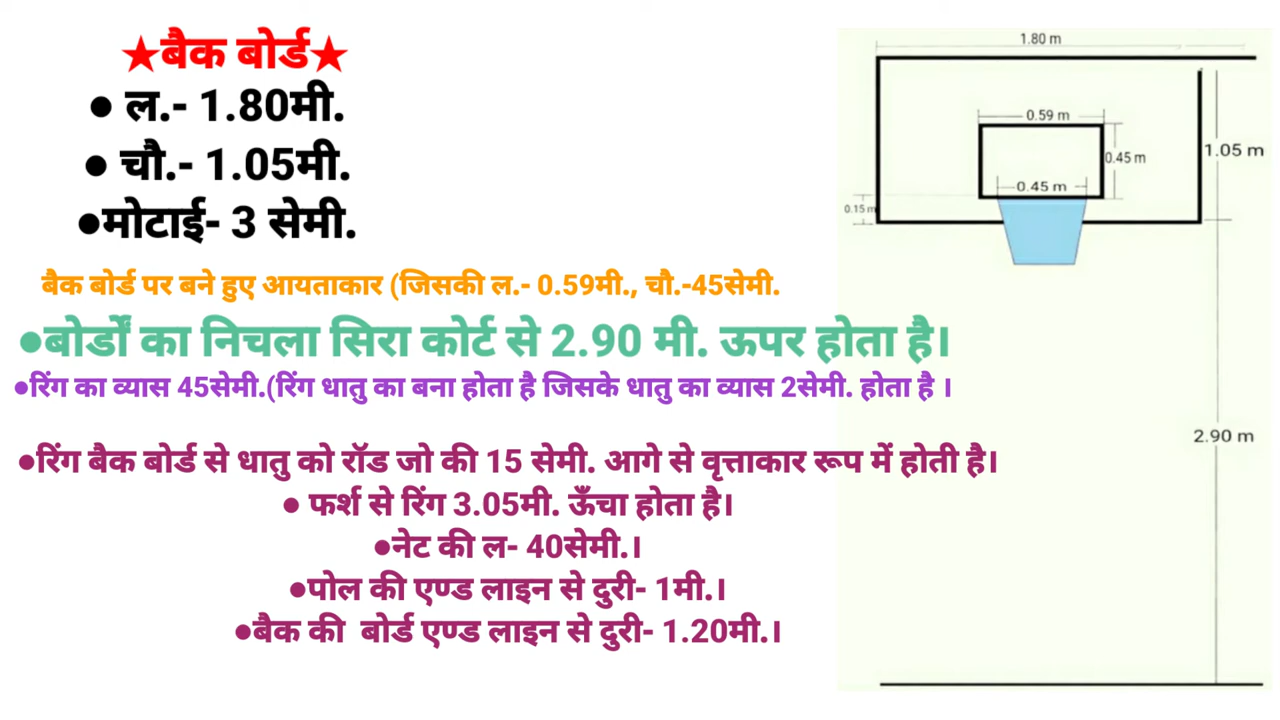 ★बैक बोर्ड★
● ल.- 1.80मी.
● चौ.- 1.05मी.
●मोटाई- 3 सेमी.
बैक बोर्ड पर बने हुए आयताकार (जिसकी ल.- 0.59मी., चौ.-45सेमी.
●बोर्डों का निचला सिरा कोर्ट से 2.90 मी. ऊपर होता है।
●रिंग का व्यास 45सेमी.(रिंग धातु का बना होता है जिसके धातु का व्यास 2सेमी. होता है ।
●रिंग बैक बोर्ड से धातु को रॉड जो की 15 सेमी. आगे से वृत्ताकार रूप में होती है।
● फर्श से रिंग 3.05मी. ऊँचा होता है।
●नेट की ल- 40सेमी.।
●पोल की एण्ड लाइन से दुरी- 1मी.।
●बैक की बोर्ड एण्ड लाइन से दुरी- 1.20मी.।
1.80 m
0.59 m
0.45 m
1.05 m
0.45 m
0.15 m
2.90 m